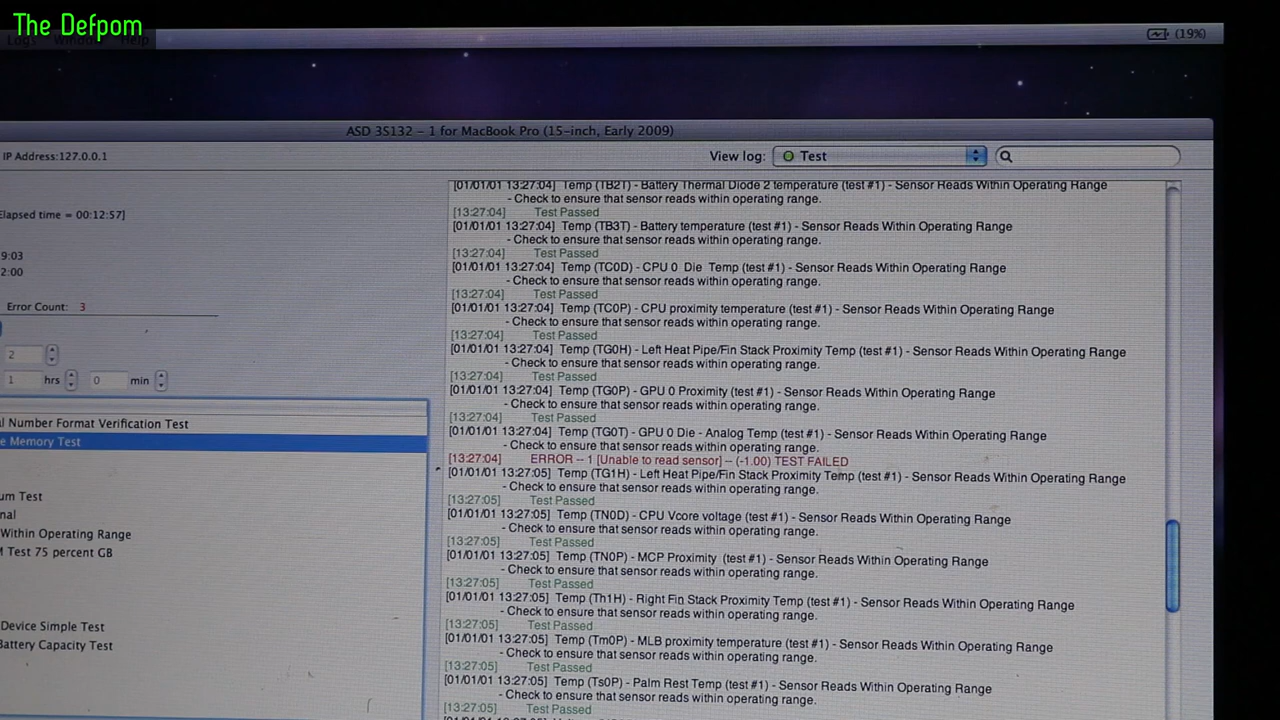 The Defpom
Logs Window Help
(19%)
ASD 3S132 – 1 for MacBook Pro (15-inch, Early 2009)
IP Address:127.0.0.1
View log: Test
Elapsed time = 00:12:57]
9:03
2:00
Error Count: 3
2
1 hrs 0 min
l Number Format Verification Test
e Memory Test
um Test
nal
Within Operating Range
M Test 75 percent GB
Device Simple Test
Battery Capacity Test
[01/01/01 13:27:04] Temp (TB2T) - Battery Thermal Diode 2 temperature (test #1) - Sensor Reads Within Operating Range
- Check to ensure that sensor reads within operating range.
[13:27:04] Test Passed
[01/01/01 13:27:04] Temp (TB3T) - Battery temperature (test #1) - Sensor Reads Within Operating Range
- Check to ensure that sensor reads within operating range.
[13:27:04] Test Passed
[01/01/01 13:27:04] Temp (TC0D) - CPU 0 Die Temp (test #1) - Sensor Reads Within Operating Range
- Check to ensure that sensor reads within operating range.
[13:27:04] Test Passed
[01/01/01 13:27:04] Temp (TC0P) - CPU proximity temperature (test #1) - Sensor Reads Within Operating Range
- Check to ensure that sensor reads within operating range.
[13:27:04] Test Passed
[01/01/01 13:27:04] Temp (TG0H) - Left Heat Pipe/Fin Stack Proximity Temp (test #1) - Sensor Reads Within Operating Range
- Check to ensure that sensor reads within operating range.
[13:27:04] Test Passed
[01/01/01 13:27:04] Temp (TG0P) - GPU 0 Proximity (test #1) - Sensor Reads Within Operating Range
- Check to ensure that sensor reads within operating range.
[13:27:04] Test Passed
[01/01/01 13:27:04] Temp (TG0T) - GPU 0 Die - Analog Temp (test #1) - Sensor Reads Within Operating Range
- Check to ensure that sensor reads within operating range.
[13:27:04] ERROR -- 1 [Unable to read sensor] -- (-1.00) TEST FAILED
[01/01/01 13:27:05] Temp (TG1H) - Left Heat Pipe/Fin Stack Proximity Temp (test #1) - Sensor Reads Within Operating Range
- Check to ensure that sensor reads within operating range.
[13:27:05] Test Passed
[01/01/01 13:27:05] Temp (TN0D) - CPU Vcore voltage (test #1) - Sensor Reads Within Operating Range
- Check to ensure that sensor reads within operating range.
[13:27:05] Test Passed
[01/01/01 13:27:05] Temp (TN0P) - MCP Proximity (test #1) - Sensor Reads Within Operating Range
- Check to ensure that sensor reads within operating range.
[13:27:05] Test Passed
[01/01/01 13:27:05] Temp (Th1H) - Right Fin Stack Proximity Temp (test #1) - Sensor Reads Within Operating Range
- Check to ensure that sensor reads within operating range.
[13:27:05] Test Passed
[01/01/01 13:27:05] Temp (Tm0P) - MLB proximity temperature (test #1) - Sensor Reads Within Operating Range
- Check to ensure that sensor reads within operating range.
[13:27:05] Test Passed
[01/01/01 13:27:05] Temp (Ts0P) - Palm Rest Temp (test #1) - Sensor Reads Within Operating Range
- Check to ensure that sensor reads within operating range.
[13:27:05] Test Passed